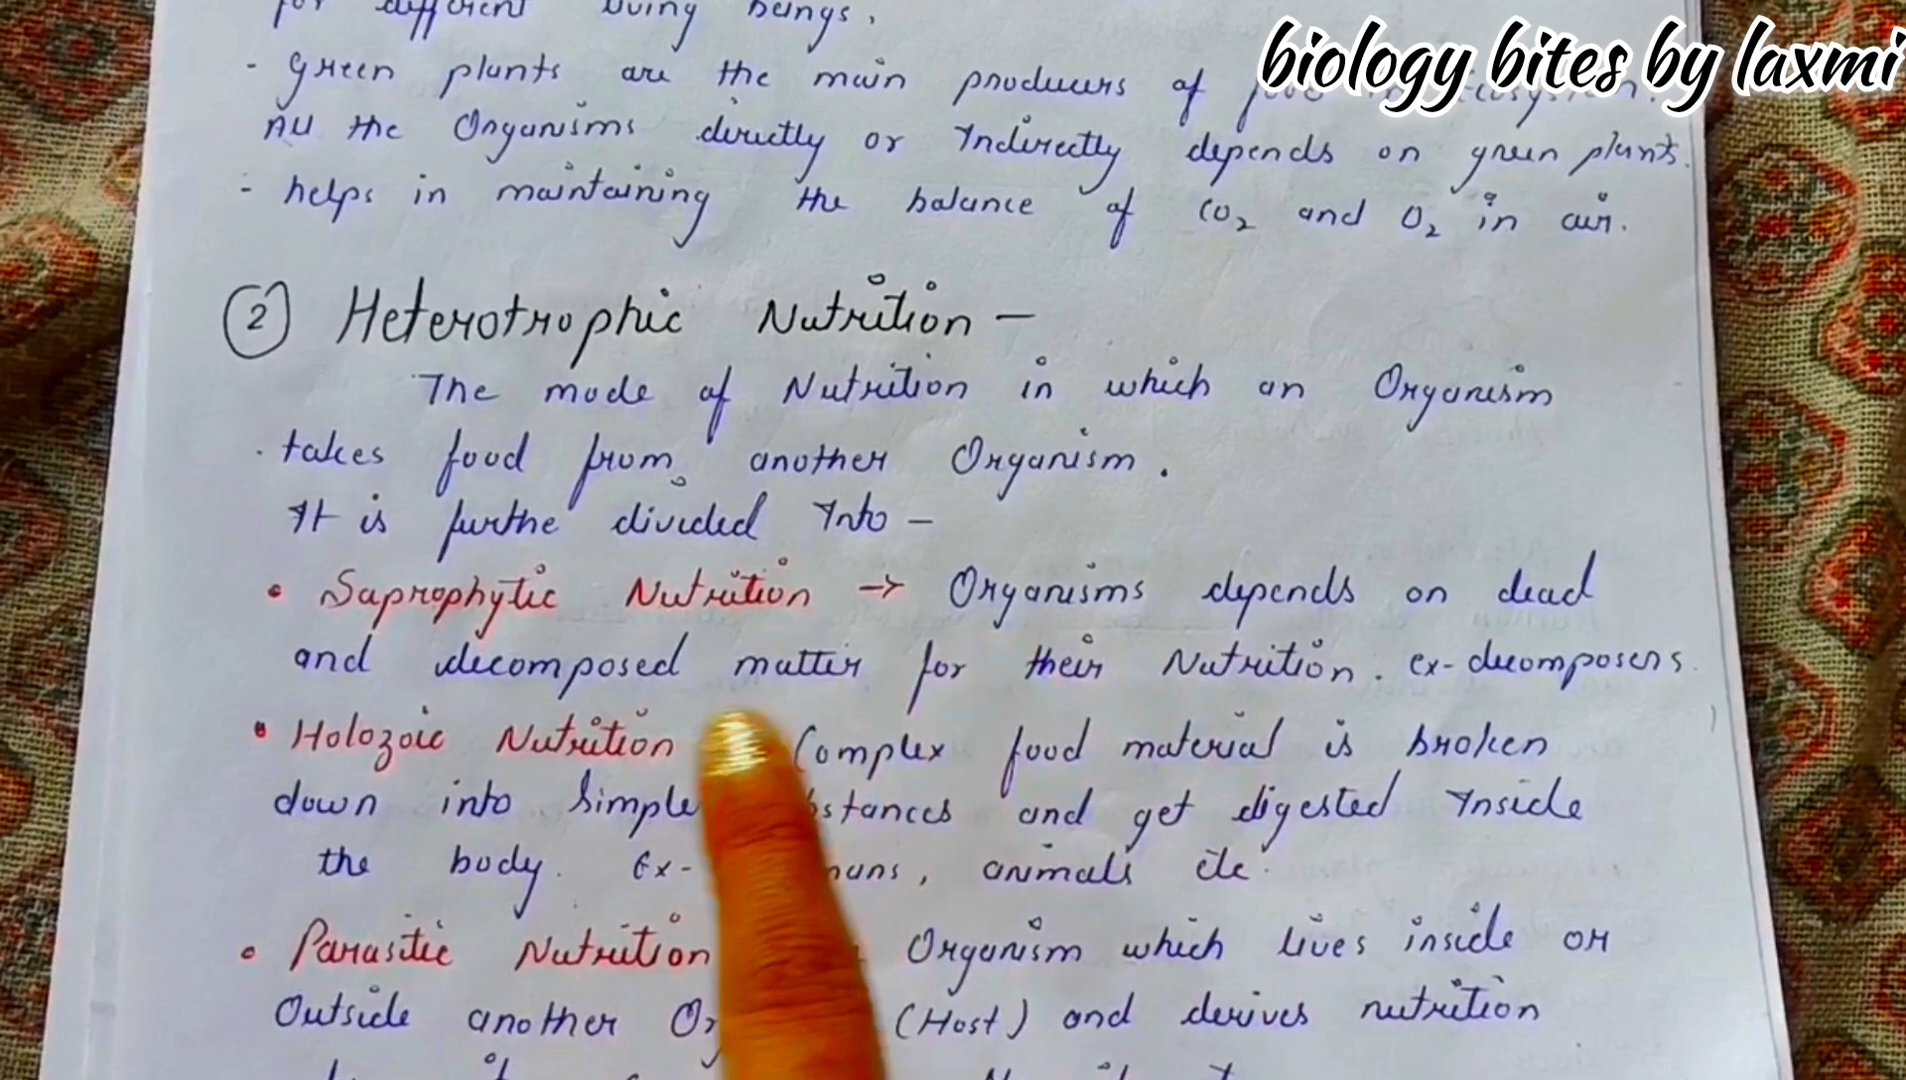 for different living beings.
biology bites by laxmi
- Green plants are the main producers of food
All the Organisms directly or Indirectly depends on green plants.
- helps in maintaining the balance of CO2 and O2 in air.
② Heterotrophic Nutrition —
The mode of Nutrition in which an Organism
takes food from another Organism.
It is furthe divided Into —
• Saprophytic Nutrition → Organisms depends on dead
and decomposed matter for their Nutrition. ex- decomposers.
• Holozoic Nutrition Complex food material is broken
down into simple and get digested Inside
the body. Ex- animals etc.
• Parasitic Nutrition Organism which lives inside or
Outside another (Host) and derives nutrition